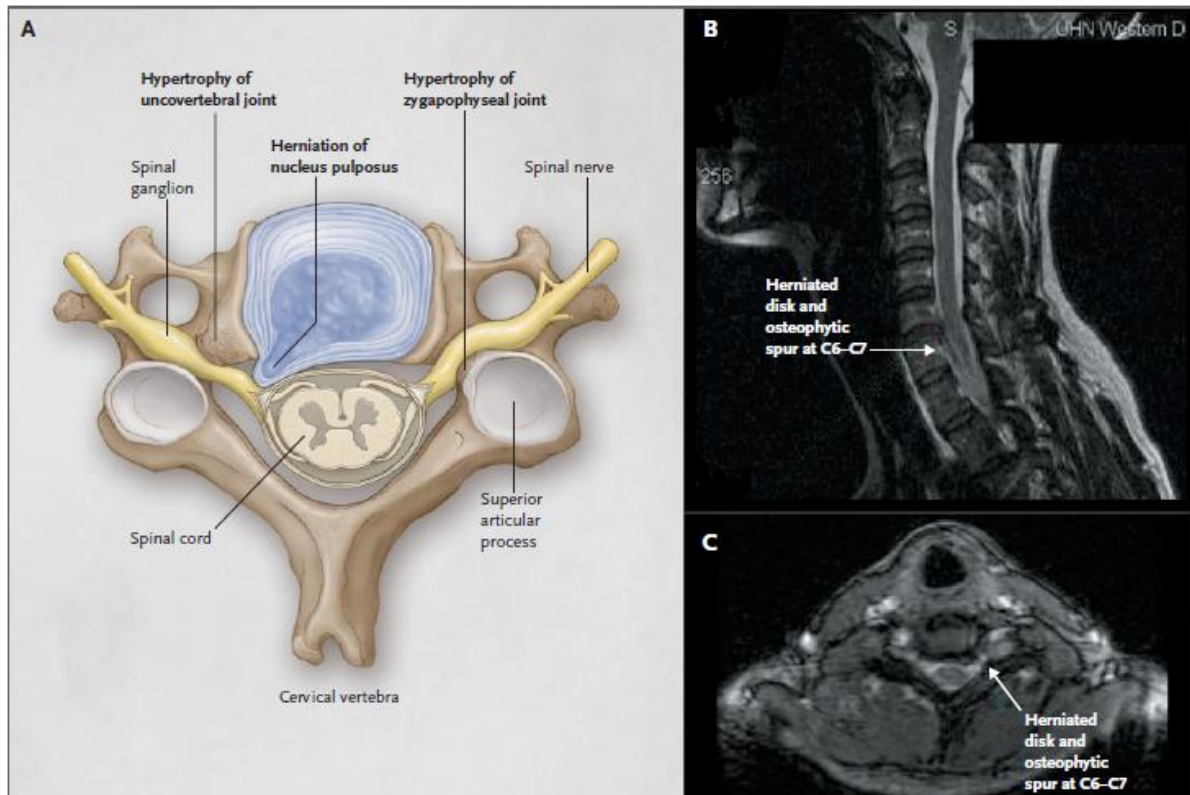 A
Hypertrophy of
uncovertebral joint
Hypertrophy of
zygapophyseal joint
Herniation of
nucleus pulposus
Spinal
ganglion
Spinal nerve
Spinal cord
Superior
articular
process
Cervical vertebra
B
S
UHN Western D
256
Herniated
disk and
osteophytic
spur at C6–C7
C
Herniated
disk and
osteophytic
spur at C6–C7